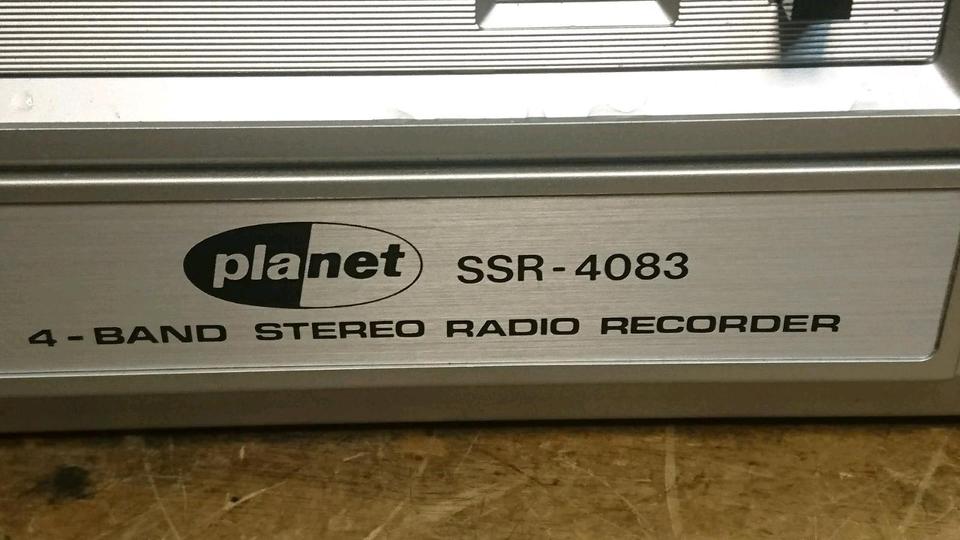 planet SSR-4083
4-BAND STEREO RADIO RECORDER